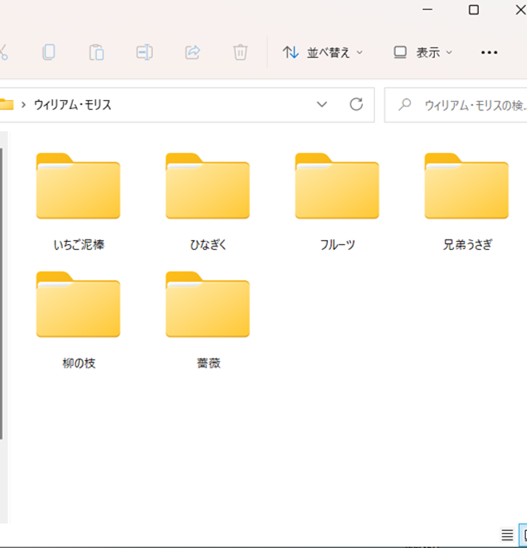 並べ替え 表示
ウィリアム・モリス ウィリアム・モリスの検...
いちご泥棒 ひなぎく フルーツ 兄弟うさぎ
柳の枝 薔薇